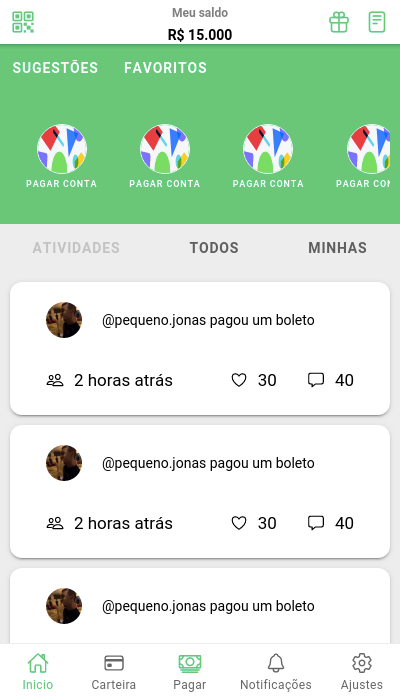 Meu saldo
R$ 15.000
SUGESTÕES FAVORITOS
PAGAR CONTA PAGAR CONTA PAGAR CONTA PAGAR CON
ATIVIDADES TODOS MINHAS
@pequeno.jonas pagou um boleto
2 horas atrás 30 40
@pequeno.jonas pagou um boleto
2 horas atrás 30 40
@pequeno.jonas pagou um boleto
Inicio Carteira Pagar Notificações Ajustes